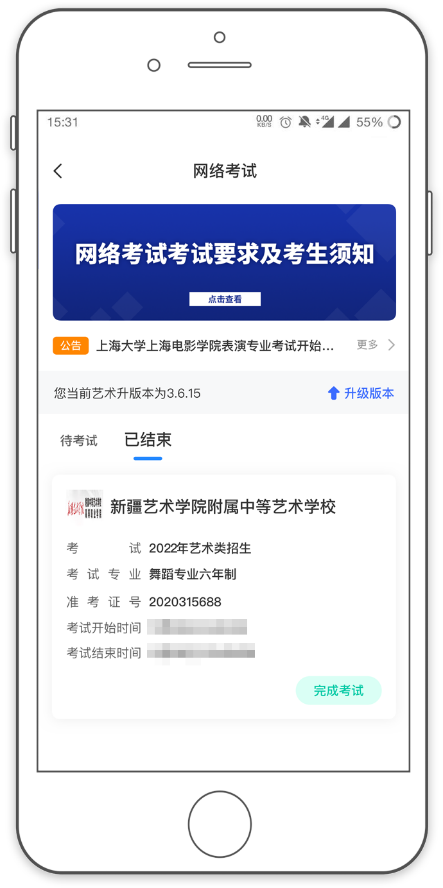 15:31
0.00
KB/S
4G
55%
网络考试
网络考试考试要求及考生须知
点击查看
公告 上海大学上海电影学院表演专业考试开始... 更多
您当前艺术升版本为3.6.15 升级版本
待考试 已结束
新疆艺术学院附属中等艺术学校
考试 2022年艺术类招生
考试专业 舞蹈专业六年制
准考证号 2020315688
考试开始时间
考试结束时间
完成考试